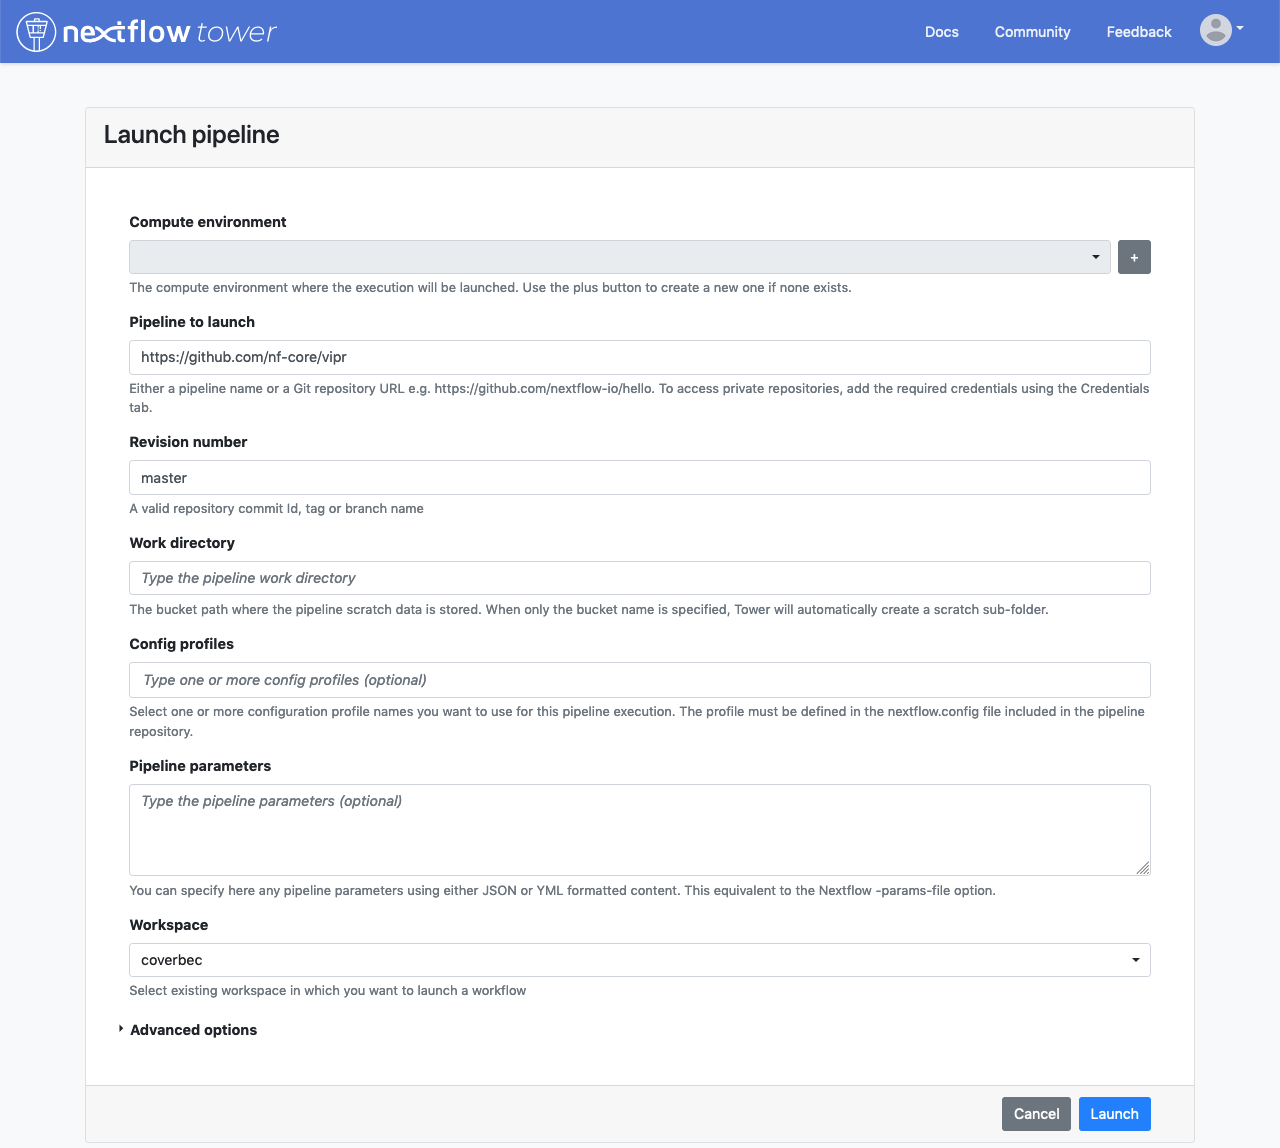 nextflow tower
Docs
Community
Feedback
Launch pipeline
Compute environment
+
The compute environment where the execution will be launched. Use the plus button to create a new one if none exists.
Pipeline to launch
https://github.com/nf-core/vipr
Either a pipeline name or a Git repository URL e.g. https://github.com/nextflow-io/hello. To access private repositories, add the required credentials using the Credentials
tab.
Revision number
master
A valid repository commit Id, tag or branch name
Work directory
Type the pipeline work directory
The bucket path where the pipeline scratch data is stored. When only the bucket name is specified, Tower will automatically create a scratch sub-folder.
Config profiles
Type one or more config profiles (optional)
Select one or more configuration profile names you want to use for this pipeline execution. The profile must be defined in the nextflow.config file included in the pipeline
repository.
Pipeline parameters
Type the pipeline parameters (optional)
You can specify here any pipeline parameters using either JSON or YML formatted content. This equivalent to the Nextflow -params-file option.
Workspace
coverbec
Select existing workspace in which you want to launch a workflow
Advanced options
Cancel
Launch